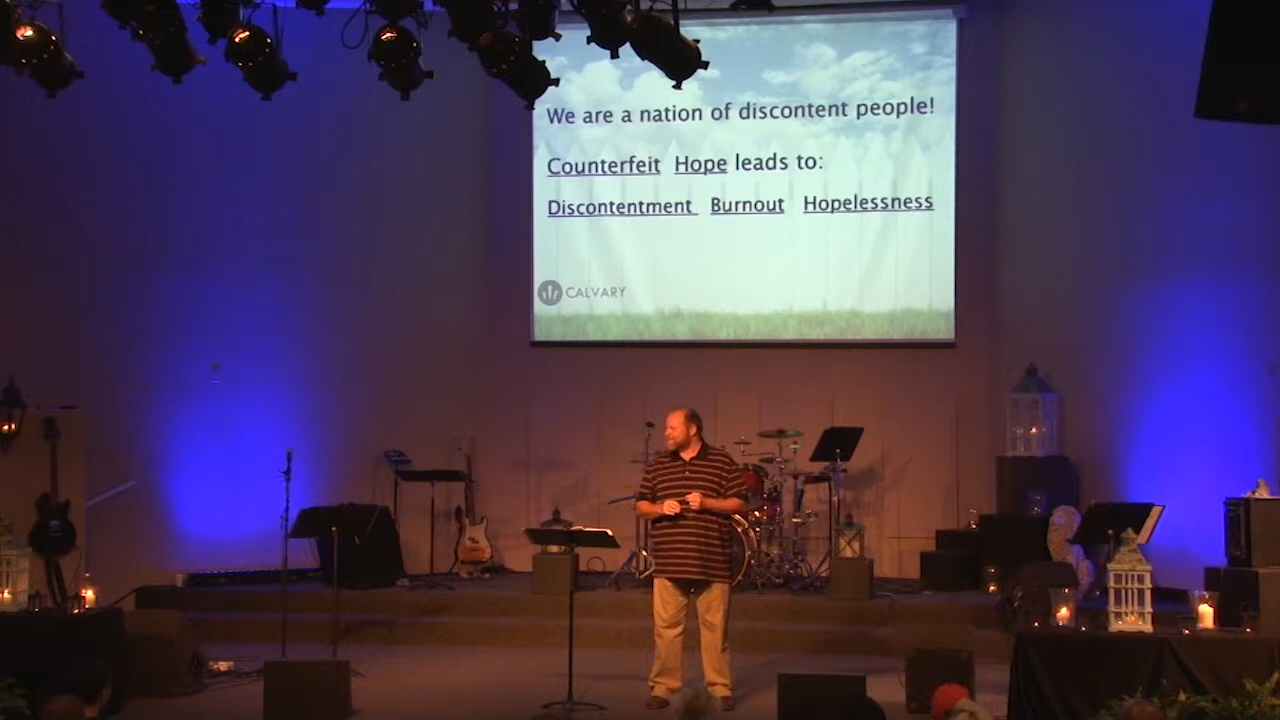 We are a nation of discontent people!
Counterfeit Hope leads to:
Discontentment Burnout Hopelessness
CALVARY